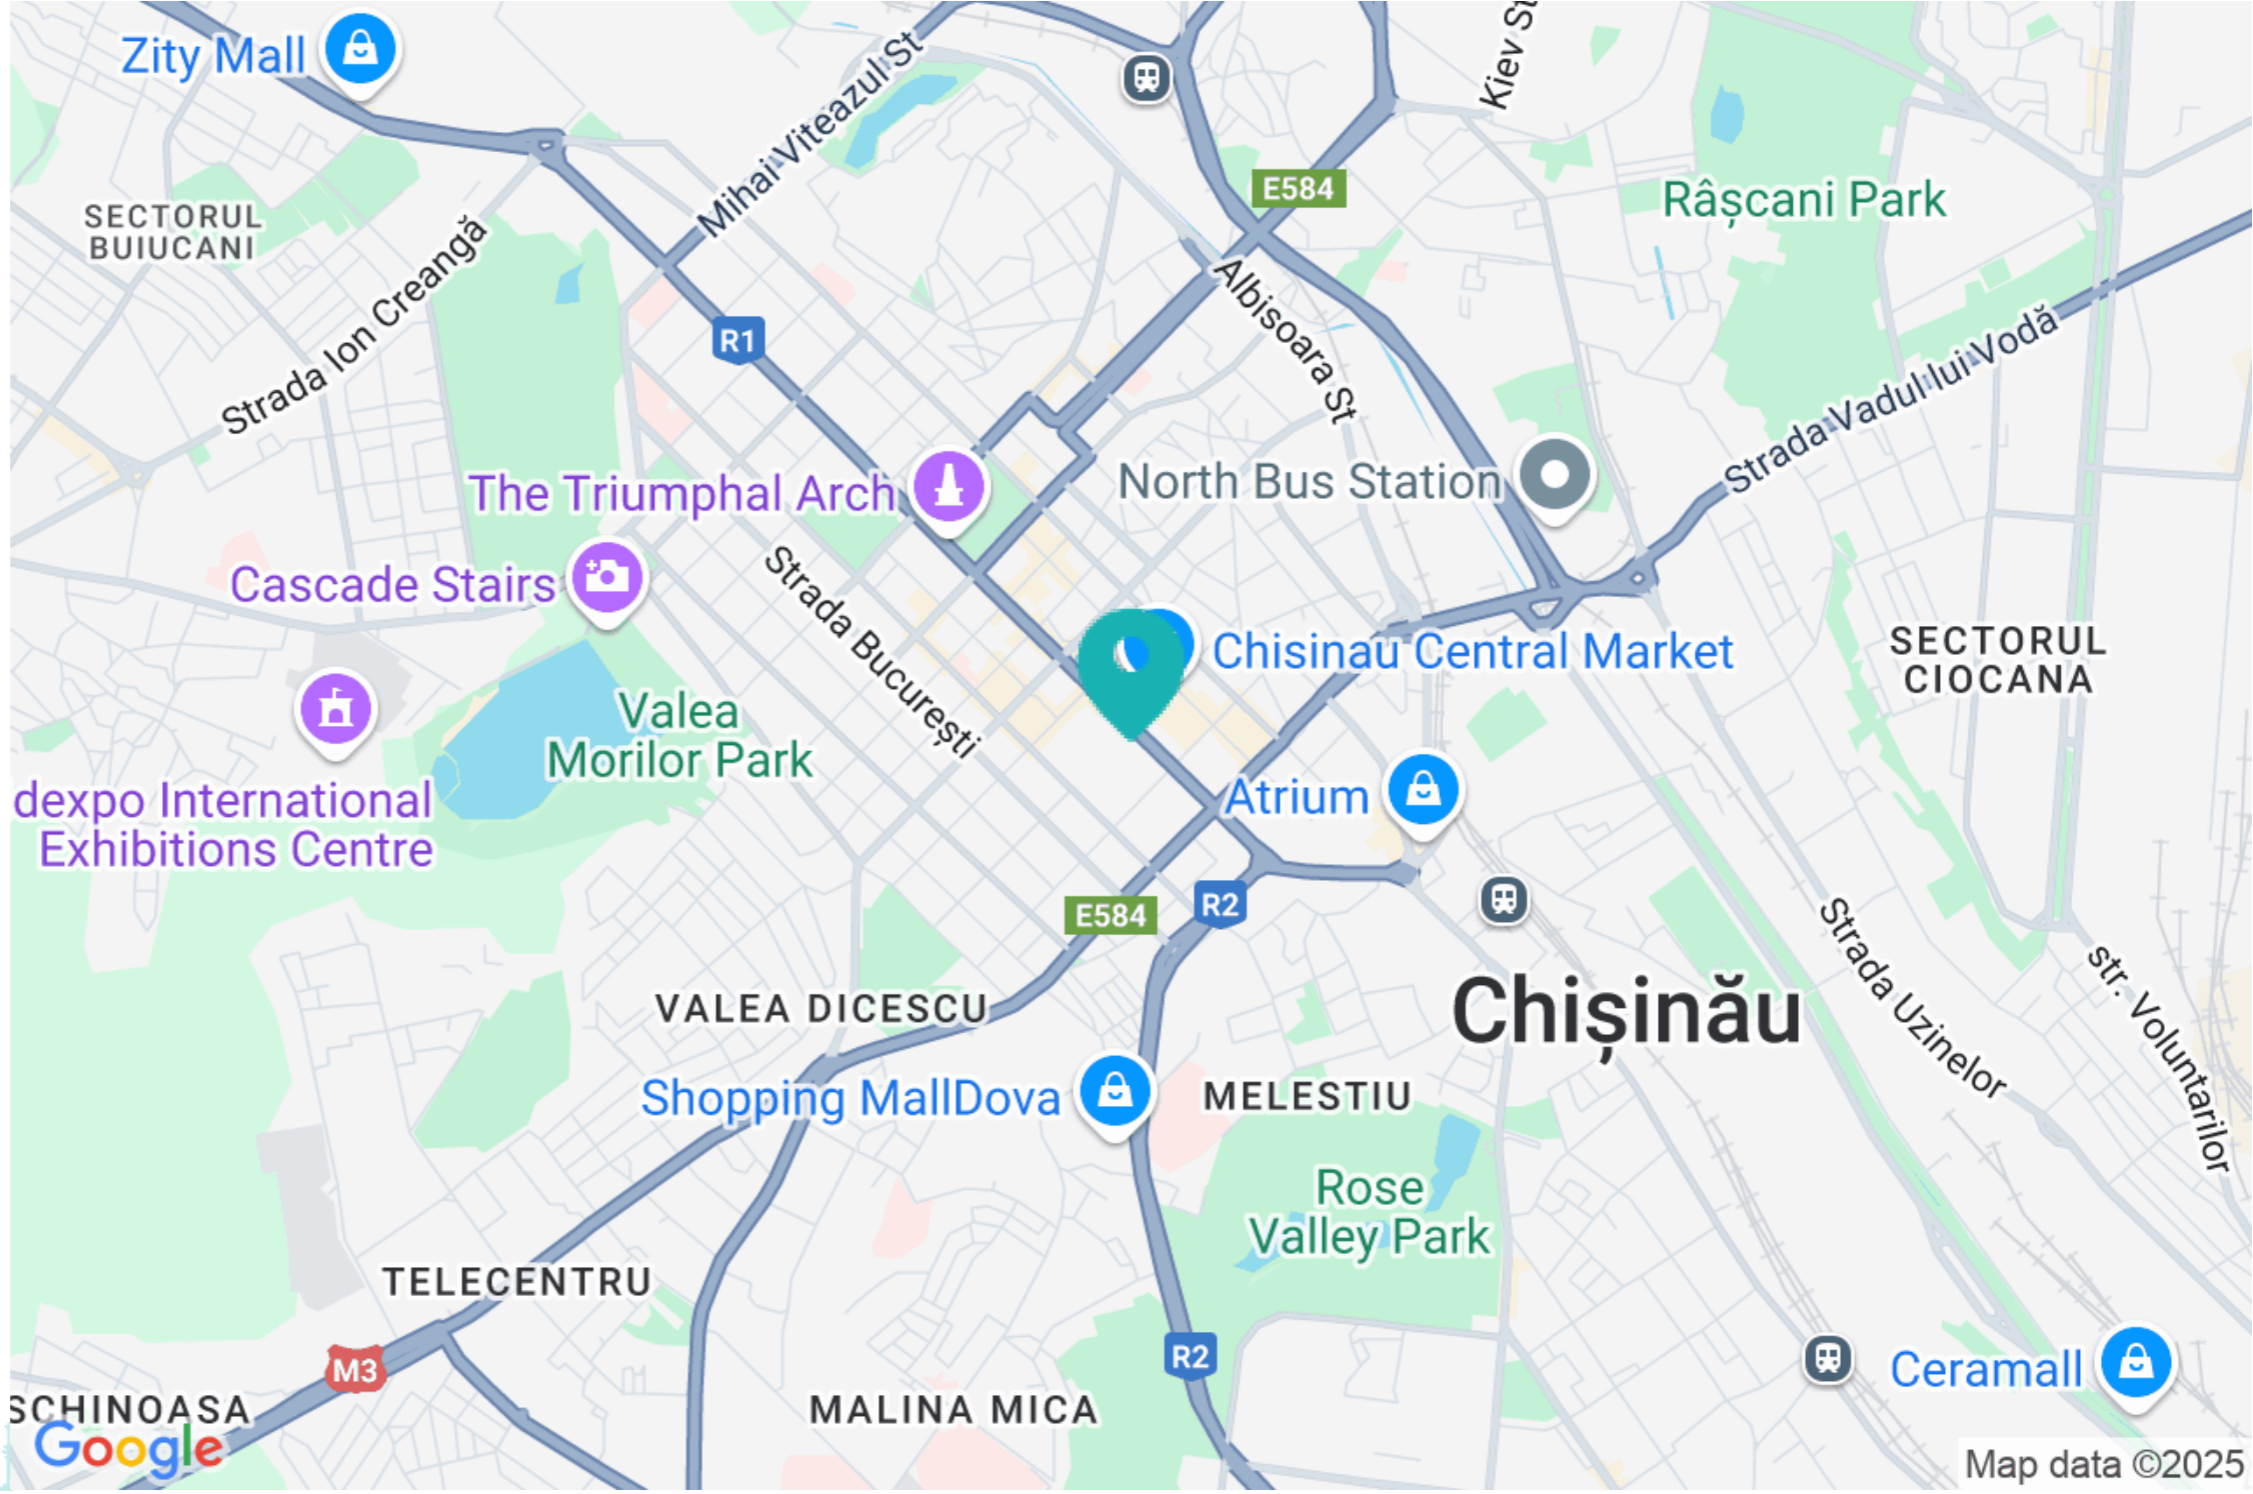 Zity Mall
Mihai Viteazul St
Kiev St
E584
Râșcani Park
SECTORUL
BUIUCANI
Strada Ion Creangă
R1
Albisoara St
Strada Vadul lui Vodă
The Triumphal Arch
North Bus Station
Cascade Stairs
Strada București
Chisinau Central Market
SECTORUL
CIOCANA
Valea
Morilor Park
dexpo International
Exhibitions Centre
Atrium
E584
R2
Strada Uzinelor
str. Voluntarilor
VALEA DICESCU
Chișinău
Shopping MallDova
MELESTIU
Rose
Valley Park
TELECENTRU
M3
R2
Ceramall
SCHINOASA
MALINA MICA
Google
Map data ©2025